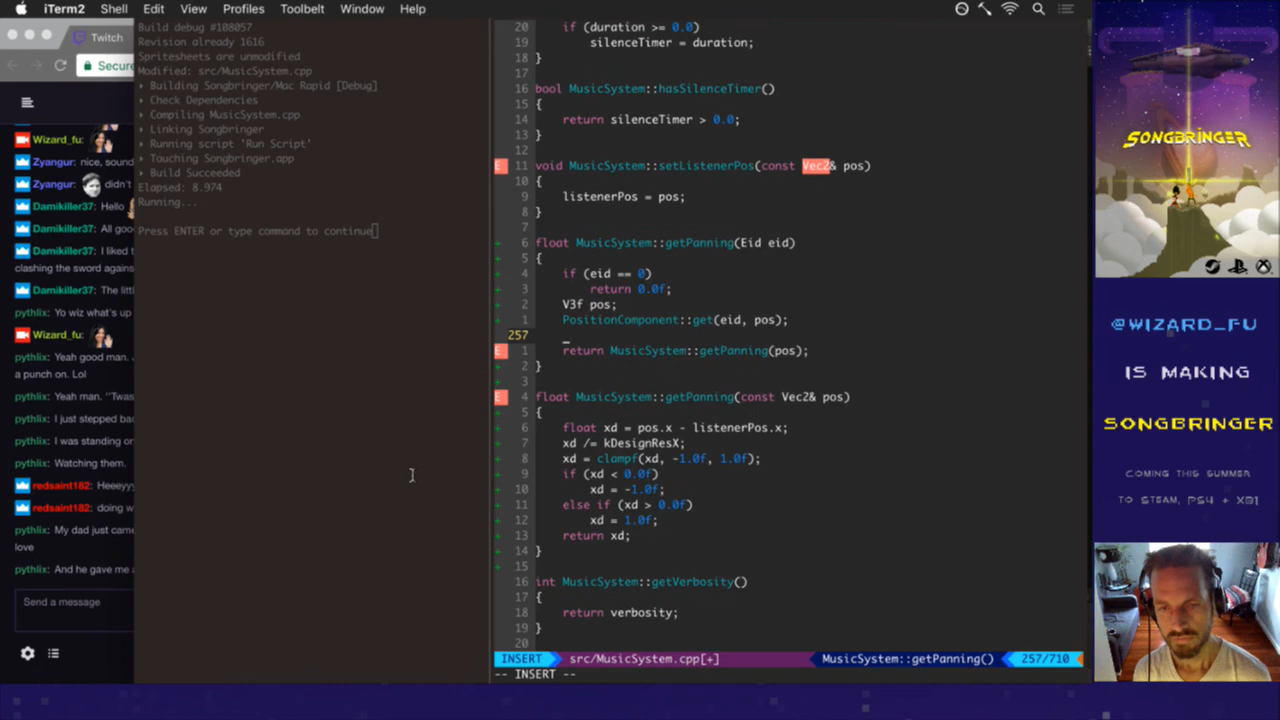 iTerm2 Shell Edit View Profiles Toolbelt Window Help
Twitch
Secure
Wizard_fu:
Zyangur: nice, sound
Zyangur: didn't
Damikiller37: Hello
Damikiller37: All goo
Damikiller37: I liked t
clashing the sword agains
Damikiller37: The littl
pythlix: Yo wiz what's up
Wizard_fu:
pythlix: Yeah good man.
a punch on. Lol
pythlix: Yeah man. "Twas
pythlix: I just stepped bac
pythlix: I was standing on
pythlix: Watching them.
redsaint182: Heeeyyy
redsaint182: doing w
pythlix: My dad just came
love
pythlix: And he gave me a
Send a message
Build debug #108057
Revision already 1616
Spritesheets are unmodified
Modified: src/MusicSystem.cpp
Building Songbringer/Mac Rapid [Debug]
Check Dependencies
Compiling MusicSystem.cpp
Linking Songbringer
Running script 'Run Script'
Touching Songbringer.app
Build Succeeded
Elapsed: 8.974
Running...
Press ENTER or type command to continue
20 if (duration >= 0.0)
19 silenceTimer = duration;
18 }
17
16 bool MusicSystem::hasSilenceTimer()
15 {
14 return silenceTimer > 0.0;
13 }
12
E 11 void MusicSystem::setListenerPos(const Vec2& pos)
10 {
9 listenerPos = pos;
8 }
7
+ 6 float MusicSystem::getPanning(Eid eid)
+ 5 {
+ 4 if (eid == 0)
+ 3 return 0.0f;
+ 2 V3f pos;
+ 1 PositionComponent::get(eid, pos);
257 _
E 1 return MusicSystem::getPanning(pos);
+ 2 }
+ 3
E 4 float MusicSystem::getPanning(const Vec2& pos)
+ 5 {
+ 6 float xd = pos.x - listenerPos.x;
+ 7 xd /= kDesignResX;
+ 8 xd = clampf(xd, -1.0f, 1.0f);
+ 9 if (xd < 0.0f)
+ 10 xd = -1.0f;
+ 11 else if (xd > 0.0f)
+ 12 xd = 1.0f;
+ 13 return xd;
+ 14 }
+ 15
16 int MusicSystem::getVerbosity()
17 {
18 return verbosity;
19 }
20
INSERT src/MusicSystem.cpp[+] MusicSystem::getPanning() 257/710
-- INSERT --
SONGBRINGER
@WIZARD_FU
IS MAKING
SONGBRINGER
COMING THIS SUMMER
TO STEAM, PS4 + XB1